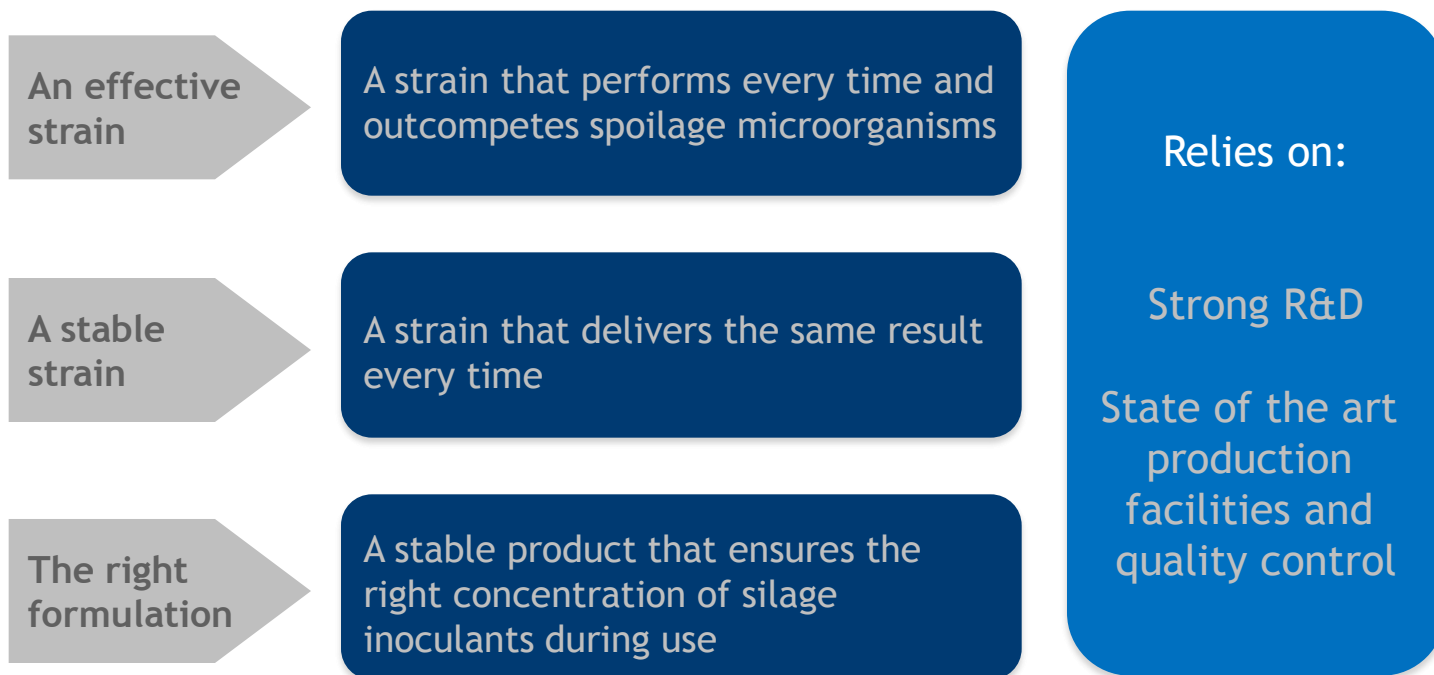 An effective
strain
A strain that performs every time and
outcompetes spoilage microorganisms
A stable
strain
A strain that delivers the same result
every time
The right
formulation
A stable product that ensures the
right concentration of silage
inoculants during use
Relies on:
Strong R&D
State of the art
production
facilities and
quality control